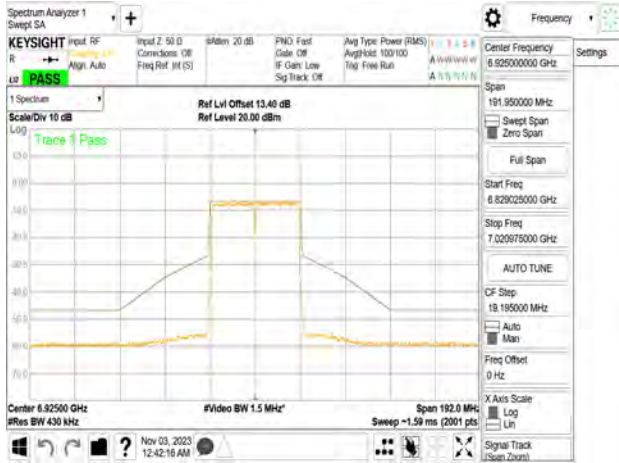 Spectrum Analyzer 1
Swept SA
+
Frequency
Settings
KEYSIGHT
R
PASS
Input: RF
Align: Auto
Input Z: 50 Ω
Corrections: Off
Freq Ref: Int (S)
#Atten: 20 dB
PNO: Fast
Gate: Off
IF Gain: Low
Sig Track: Off
Avg Type: Power (RMS)
Avg|Hold: 100/100
Trig: Free Run
1 Spectrum
Scale/Div 10 dB
Log
Ref Lvl Offset 13.40 dB
Ref Level 20.00 dBm
Trace 1 Pass
Center 6.92500 GHz
#Res BW 430 kHz
#Video BW 1.5 MHz*
Span 192.0 MHz
Sweep ~1.59 ms (2001 pts)
Nov 03, 2023
12:42:16 AM
?
Center Frequency
6.925000000 GHz
Span
191.950000 MHz
Swept Span
Zero Span
Full Span
Start Freq
6.829025000 GHz
Stop Freq
7.020975000 GHz
AUTO TUNE
CF Step
19.195000 MHz
Auto
Man
Freq Offset
0 Hz
X Axis Scale
Log
Lin
Signal Track
(Span Zoom)